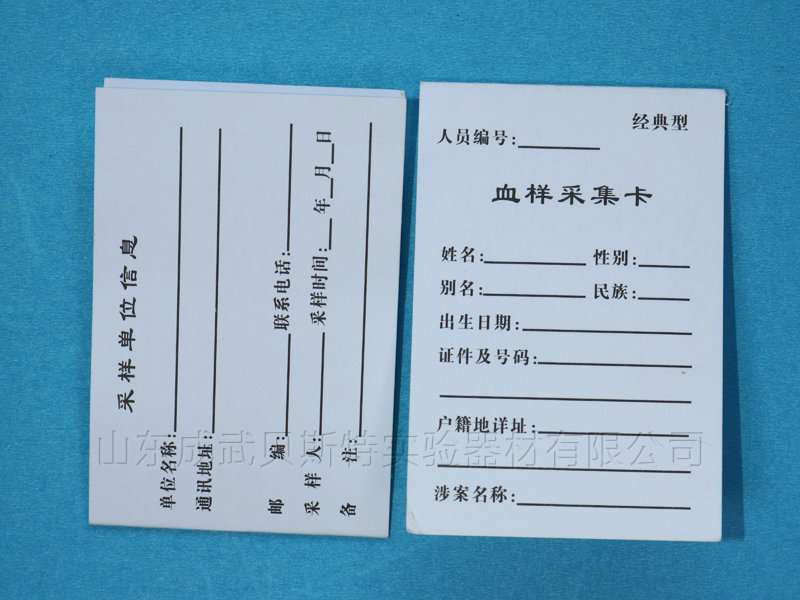 采样单位信息
单位名称:
通讯地址:
邮 编: 联系电话:
采 样 人: 采样时间: 年 月 日
备 注:
经典型
人员编号:
血样采集卡
姓名: 性别:
别名: 民族:
出生日期:
证件及号码:
户籍地详址:
涉案名称:
山东成武贝斯特实验器材有限公司